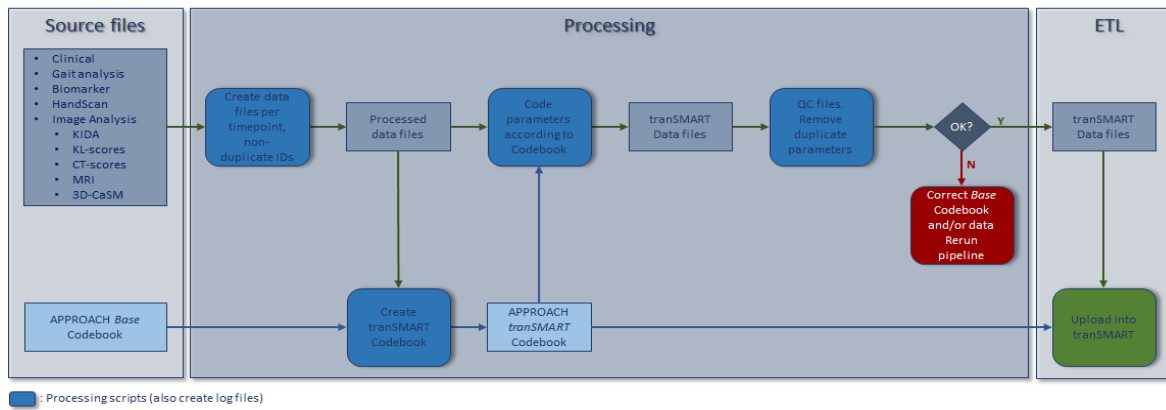 Source files
Processing
ETL
• Clinical
• Gait analysis
• Biomarker
• HandScan
• Image Analysis
• KIDA
• KL-scores
• CT-scores
• MRI
• 3D-CaSM
Create data
files per
timepoint,
non-
duplicate IDs
Processed
data files
Code
parameters
according to
Codebook
tranSMART
Data files
QC files.
Remove
duplicate
parameters
OK?
Y
N
tranSMART
Data files
Correct Base
Codebook
and/or data
Rerun
pipeline
APPROACH Base
Codebook
Create
tranSMART
Codebook
APPROACH
tranSMART
Codebook
Upload into
tranSMART
: Processing scripts (also create log files)